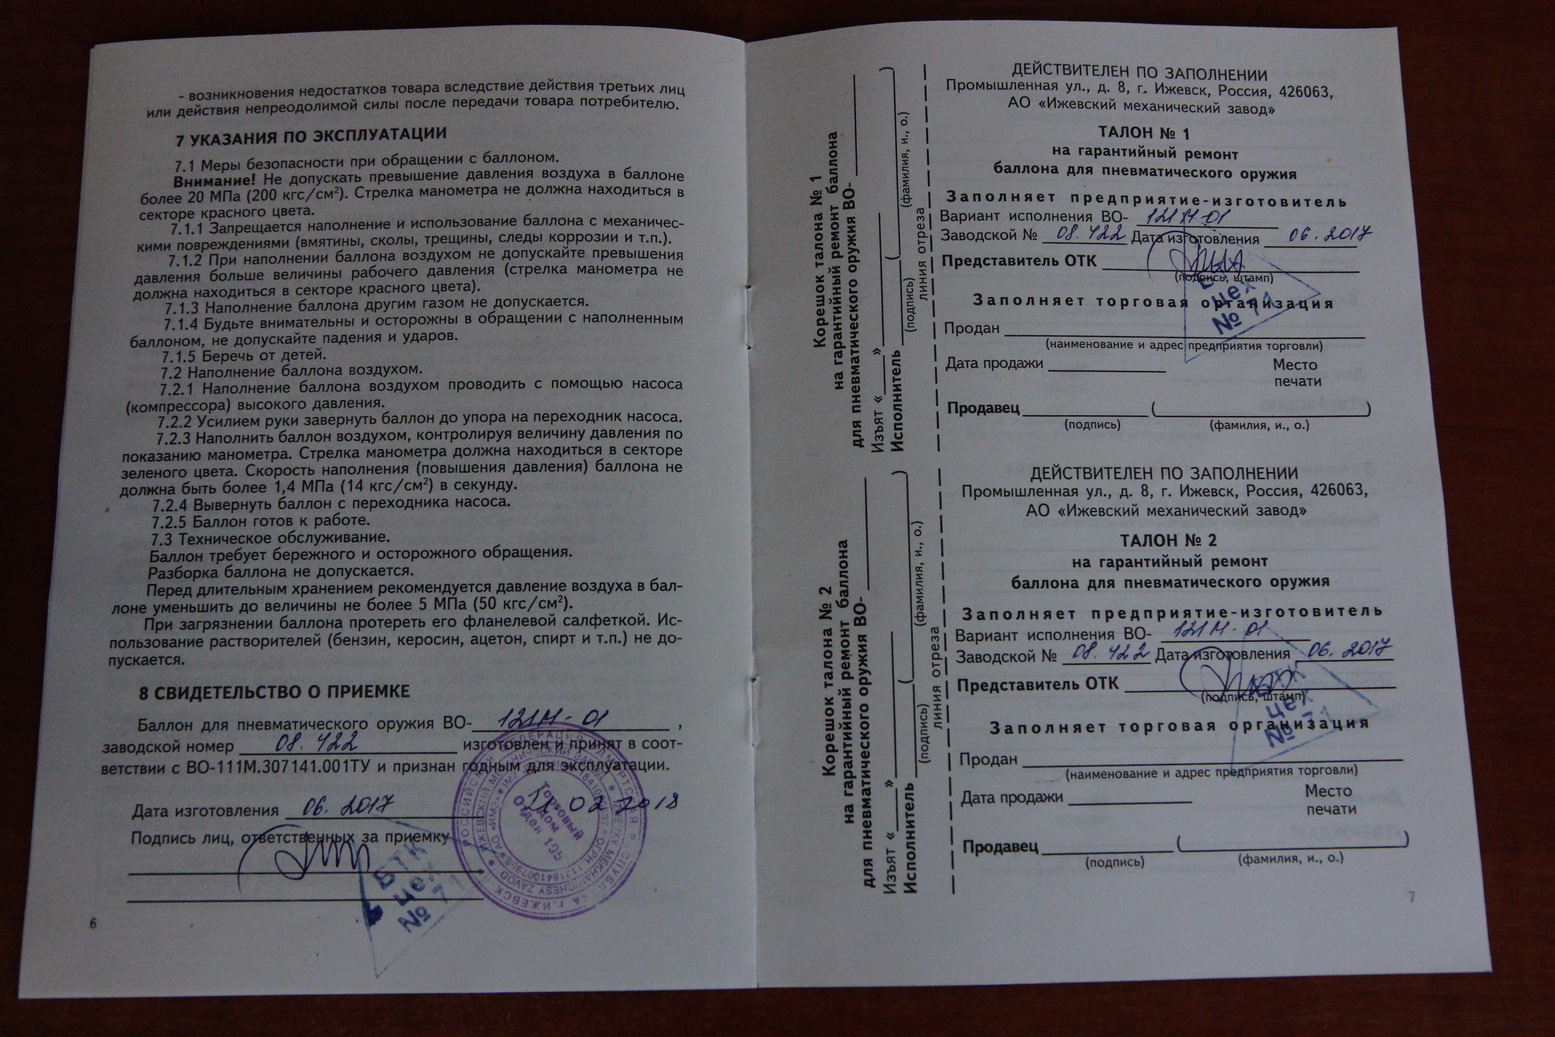 - возникновения недостатков товара вследствие действия третьих лиц
или действия непреодолимой силы после передачи товара потребителю.
7 УКАЗАНИЯ ПО ЭКСПЛУАТАЦИИ
7.1 Меры безопасности при обращении с баллоном.
Внимание! Не допускать превышение давления воздуха в баллоне
более 20 МПа (200 кгс/см²). Стрелка манометра не должна находиться в
секторе красного цвета.
7.1.1 Запрещается наполнение и использование баллона с механичес-
кими повреждениями (вмятины, сколы, трещины, следы коррозии и т.п.).
7.1.2 При наполнении баллона воздухом не допускайте превышения
давления больше величины рабочего давления (стрелка манометра не
должна находиться в секторе красного цвета).
7.1.3 Наполнение баллона другим газом не допускается.
7.1.4 Будьте внимательны и осторожны в обращении с наполненным
баллоном, не допускайте падения и ударов.
7.1.5 Беречь от детей.
7.2 Наполнение баллона воздухом.
7.2.1 Наполнение баллона воздухом проводить с помощью насоса
(компрессора) высокого давления.
7.2.2 Усилием руки завернуть баллон до упора на переходник насоса.
7.2.3 Наполнить баллон воздухом, контролируя величину давления по
показанию манометра. Стрелка манометра должна находиться в секторе
зеленого цвета. Скорость наполнения (повышения давления) баллона не
должна быть более 1,4 МПа (14 кгс/см²) в секунду.
7.2.4 Вывернуть баллон с переходника насоса.
7.2.5 Баллон готов к работе.
7.3 Техническое обслуживание.
Баллон требует бережного и осторожного обращения.
Разборка баллона не допускается.
Перед длительным хранением рекомендуется давление воздуха в бал-
лоне уменьшить до величины не более 5 МПа (50 кгс/см²).
При загрязнении баллона протереть его фланелевой салфеткой. Ис-
пользование растворителей (бензин, керосин, ацетон, спирт и т.п.) не до-
пускается.
8 СВИДЕТЕЛЬСТВО О ПРИЕМКЕ
Баллон для пневматического оружия ВО- 121М-01 ,
заводской номер 08. 422 изготовлен и принят в соот-
ветствии с ВО-111М.307141.001ТУ и признан годным для эксплуатации.
Дата изготовления 06. 2017 2018
Подпись лиц, ответственных за приемку
БТК
цех
№ 71
Торговый
дом
Отдел 195
6
Корешок талона № 1
на гарантийный ремонт баллона
для пневматического оружия ВО-
Изъят « »
Исполнитель ( )
(подпись) (фамилия, и., о.)
линия отреза
ДЕЙСТВИТЕЛЕН ПО ЗАПОЛНЕНИИ
Промышленная ул., д. 8, г. Ижевск, Россия, 426063,
АО «Ижевский механический завод»
ТАЛОН № 1
на гарантийный ремонт
баллона для пневматического оружия
Заполняет предприятие-изготовитель
Вариант исполнения ВО- 121М-01
Заводской № 08. 422 Дата изготовления 06. 2017
Представитель ОТК
(подпись, штамп)
цех
№ 71
Заполняет торговая организация
Продан
(наименование и адрес предприятия торговли)
Дата продажи Место
печати
Продавец ( )
(подпись) (фамилия, и., о.)
Корешок талона № 2
на гарантийный ремонт баллона
для пневматического оружия ВО-
Изъят « »
Исполнитель ( )
(подпись) (фамилия, и., о.)
линия отреза
ДЕЙСТВИТЕЛЕН ПО ЗАПОЛНЕНИИ
Промышленная ул., д. 8, г. Ижевск, Россия, 426063,
АО «Ижевский механический завод»
ТАЛОН № 2
на гарантийный ремонт
баллона для пневматического оружия
Заполняет предприятие-изготовитель
Вариант исполнения ВО- 121М-01
Заводской № 08. 422 Дата изготовления 06. 2017
Представитель ОТК
(подпись, штамп)
цех
№ 71
Заполняет торговая организация
Продан
(наименование и адрес предприятия торговли)
Дата продажи Место
печати
Продавец ( )
(подпись) (фамилия, и., о.)
7